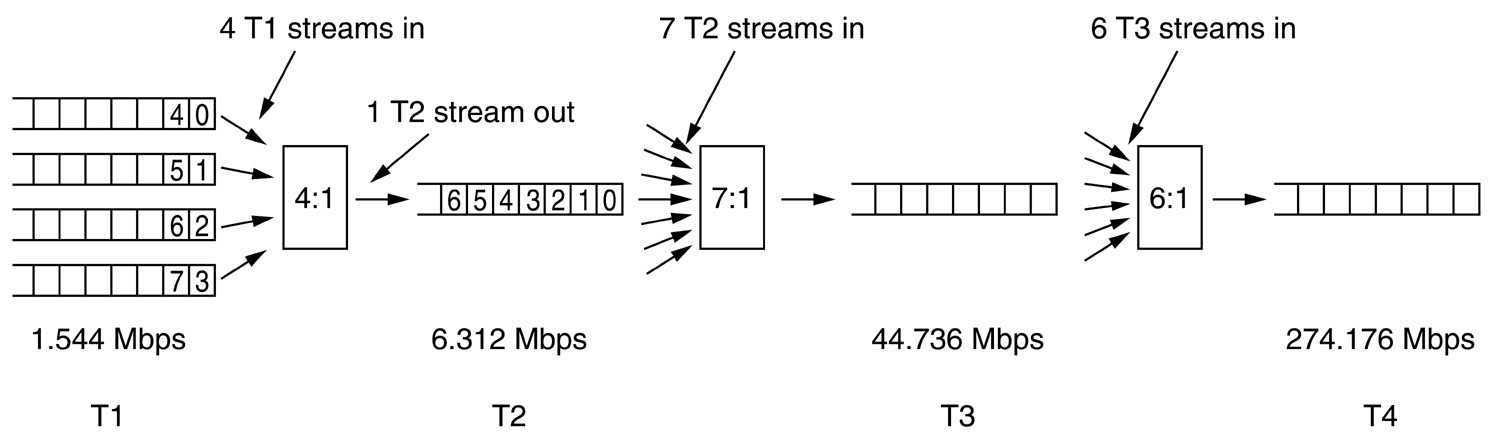 4 T1 streams in
7 T2 streams in
6 T3 streams in
1 T2 stream out
4 0
5 1
6 2
7 3
4:1
6 5 4 3 2 1 0
7:1
6:1
1.544 Mbps
6.312 Mbps
44.736 Mbps
274.176 Mbps
T1
T2
T3
T4